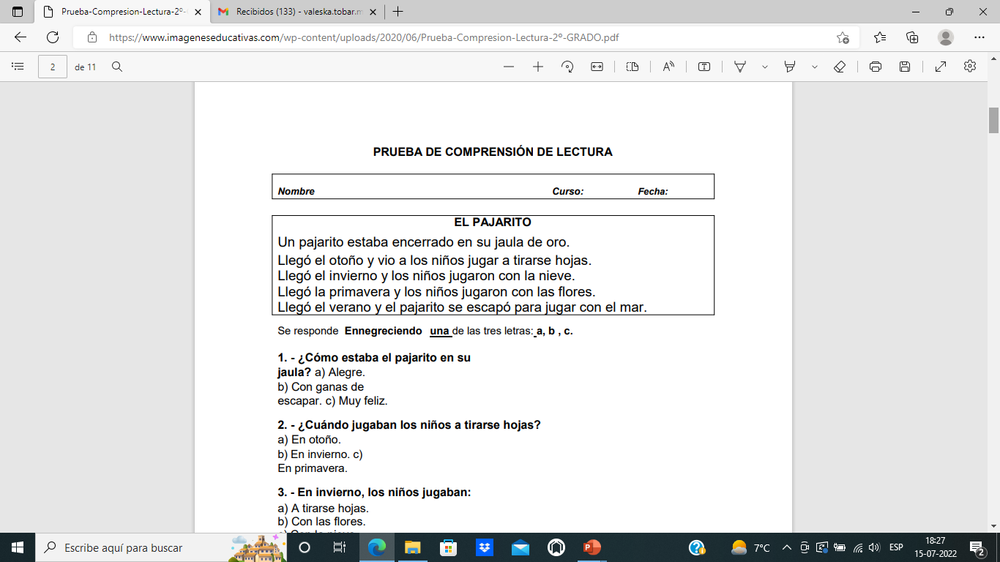 Prueba-Compresion-Lectura-2º-
Recibidos (133) - valeska.tobar.m
https://www.imageneseducativas.com/wp-content/uploads/2020/06/Prueba-Compresion-Lectura-2º-GRADO.pdf
2 de 11
PRUEBA DE COMPRENSIÓN DE LECTURA
Nombre Curso: Fecha:
EL PAJARITO
Un pajarito estaba encerrado en su jaula de oro.
Llegó el otoño y vio a los niños jugar a tirarse hojas.
Llegó el invierno y los niños jugaron con la nieve.
Llegó la primavera y los niños jugaron con las flores.
Llegó el verano y el pajarito se escapó para jugar con el mar.
Se responde Ennegreciendo una de las tres letras: a, b , c.
1. - ¿Cómo estaba el pajarito en su
jaula? a) Alegre.
b) Con ganas de
escapar. c) Muy feliz.
2. - ¿Cuándo jugaban los niños a tirarse hojas?
a) En otoño.
b) En invierno. c)
En primavera.
3. - En invierno, los niños jugaban:
a) A tirarse hojas.
b) Con las flores.
Escribe aquí para buscar
7°C
ESP
18:27
15-07-2022
2